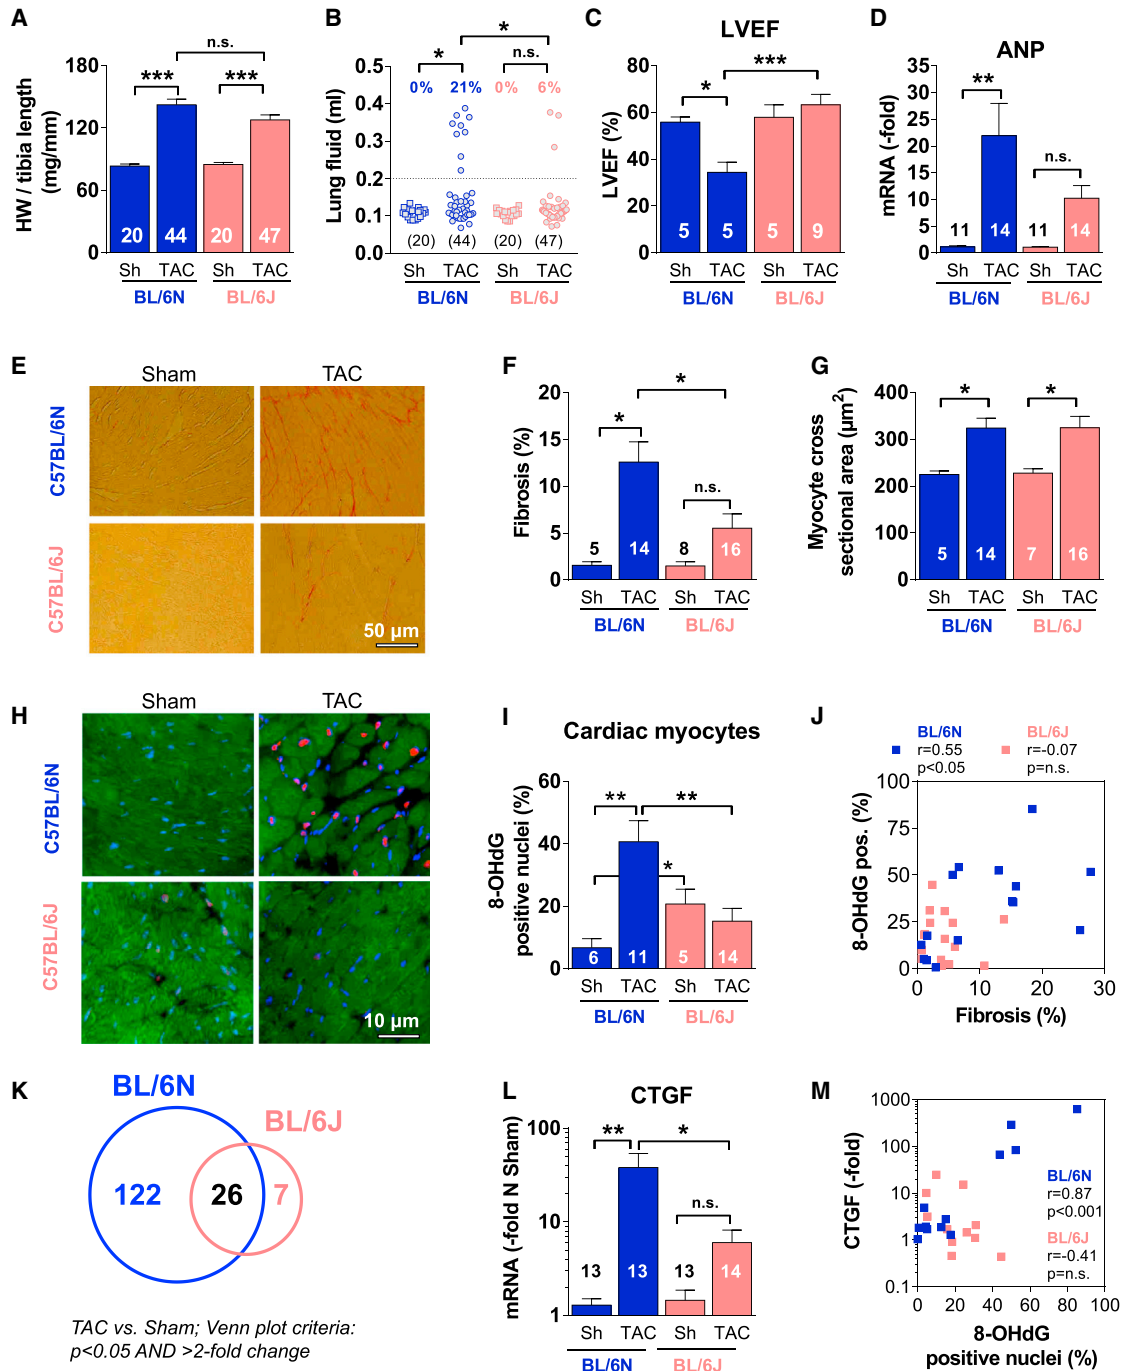 A
HW / tibia length
(mg/mm)
180
120
60
0
n.s.
***
***
20
44
20
47
Sh
TAC
Sh
TAC
BL/6N
BL/6J
B
Lung fluid (ml)
0.5
0.4
0.3
0.2
0.1
0.0
*
*
n.s.
0%
21%
0%
6%
(20)
(44)
(20)
(47)
Sh
TAC
Sh
TAC
BL/6N
BL/6J
C
LVEF
LVEF (%)
80
60
40
20
0
*
***
5
5
5
9
Sh
TAC
Sh
TAC
BL/6N
BL/6J
D
ANP
mRNA (-fold)
35
30
25
20
15
10
5
0
**
n.s.
11
14
11
14
Sh
TAC
Sh
TAC
BL/6N
BL/6J
E
Sham
TAC
C57BL/6N
C57BL/6J
50 µm
F
Fibrosis (%)
20
15
10
5
0
*
*
n.s.
5
14
8
16
Sh
TAC
Sh
TAC
BL/6N
BL/6J
G
Myocyte cross
sectional area (µm²)
400
300
200
100
0
*
*
5
14
7
16
Sh
TAC
Sh
TAC
BL/6N
BL/6J
H
Sham
TAC
C57BL/6N
C57BL/6J
10 µm
I
Cardiac myocytes
8-OHdG
positive nuclei (%)
60
40
20
0
**
**
*
6
11
5
14
Sh
TAC
Sh
TAC
BL/6N
BL/6J
J
BL/6N
r=0.55
p<0.05
BL/6J
r=-0.07
p=n.s.
8-OHdG pos. (%)
100
75
50
25
0
0
10
20
30
Fibrosis (%)
K
BL/6N
BL/6J
122
26
7
TAC vs. Sham; Venn plot criteria:
p<0.05 AND >2-fold change
L
CTGF
mRNA (-fold N Sham)
100
10
1
**
*
n.s.
13
13
13
14
Sh
TAC
Sh
TAC
BL/6N
BL/6J
M
CTGF (-fold)
1000
100
10
1
0.1
BL/6N
r=0.87
p<0.001
BL/6J
r=-0.41
p=n.s.
0
20
40
60
80
100
8-OHdG
positive nuclei (%)